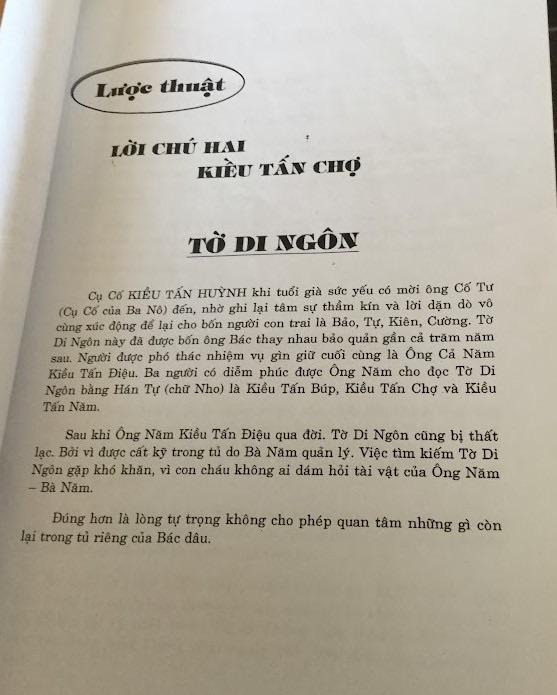 Lược thuật
LỜI CHÚ HAI
KIỀU TẤN CHỢ
TỜ DI NGÔN
Cụ Cố KIỀU TẤN HUỲNH khi tuổi già sức yếu có mời ông Cố Tư
(Cụ Cố của Ba Nô) đến, nhờ ghi lại tâm sự thầm kín và lời dặn dò vô
cùng xúc động để lại cho bốn người con trai là Bảo, Tự, Kiên, Cường. Tờ
Di Ngôn này đã được bốn ông Bác thay nhau bảo quản gần cả trăm năm
sau. Người được phó thác nhiệm vụ gìn giữ cuối cùng là Ông Cả Năm
Kiều Tấn Điệu. Ba người có diễm phúc được Ông Năm cho đọc Tờ Di
Ngôn bằng Hán Tự (chữ Nho) là Kiều Tấn Búp, Kiều Tấn Chợ và Kiều
Tấn Năm.
Sau khi Ông Năm Kiều Tấn Điệu qua đời. Tờ Di Ngôn cũng bị thất
lạc. Bởi vì được cất kỹ trong tủ do Bà Năm quản lý. Việc tìm kiếm Tờ Di
Ngôn gặp khó khăn, vì con cháu không ai dám hỏi tài vật của Ông Năm
– Bà Năm.
Đúng hơn là lòng tự trọng không cho phép quan tâm những gì còn
lại trong tủ riêng của Bác dâu.